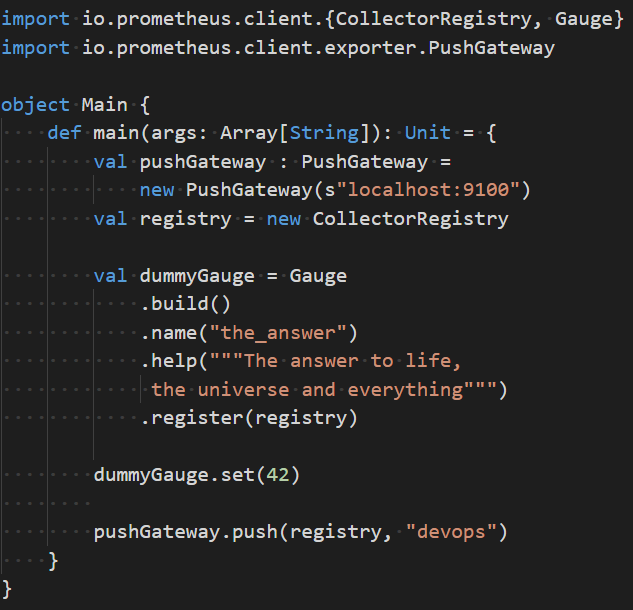 import io.prometheus.client.{CollectorRegistry, Gauge}
import io.prometheus.client.exporter.PushGateway

object Main {
    def main(args: Array[String]): Unit = {
        val pushGateway : PushGateway =
            new PushGateway(s"localhost:9100")
        val registry = new CollectorRegistry

        val dummyGauge = Gauge
            .build()
            .name("the_answer")
            .help("""The answer to life,
             the universe and everything""")
            .register(registry)

        dummyGauge.set(42)

        pushGateway.push(registry, "devops")
    }
}